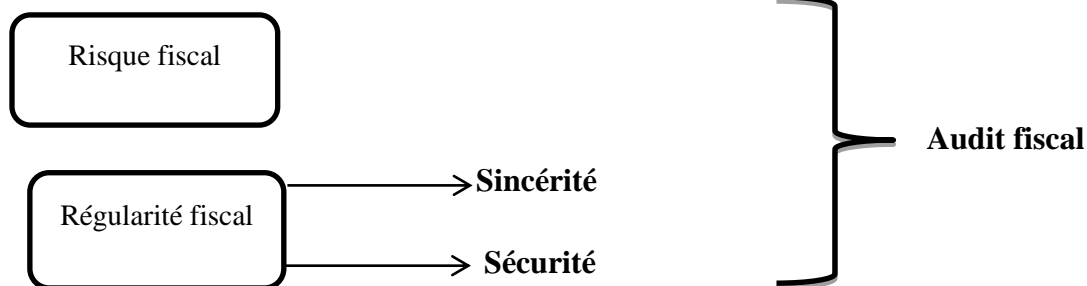 Risque fiscal
Audit fiscal
Sincérité
Régularité fiscal
Sécurité